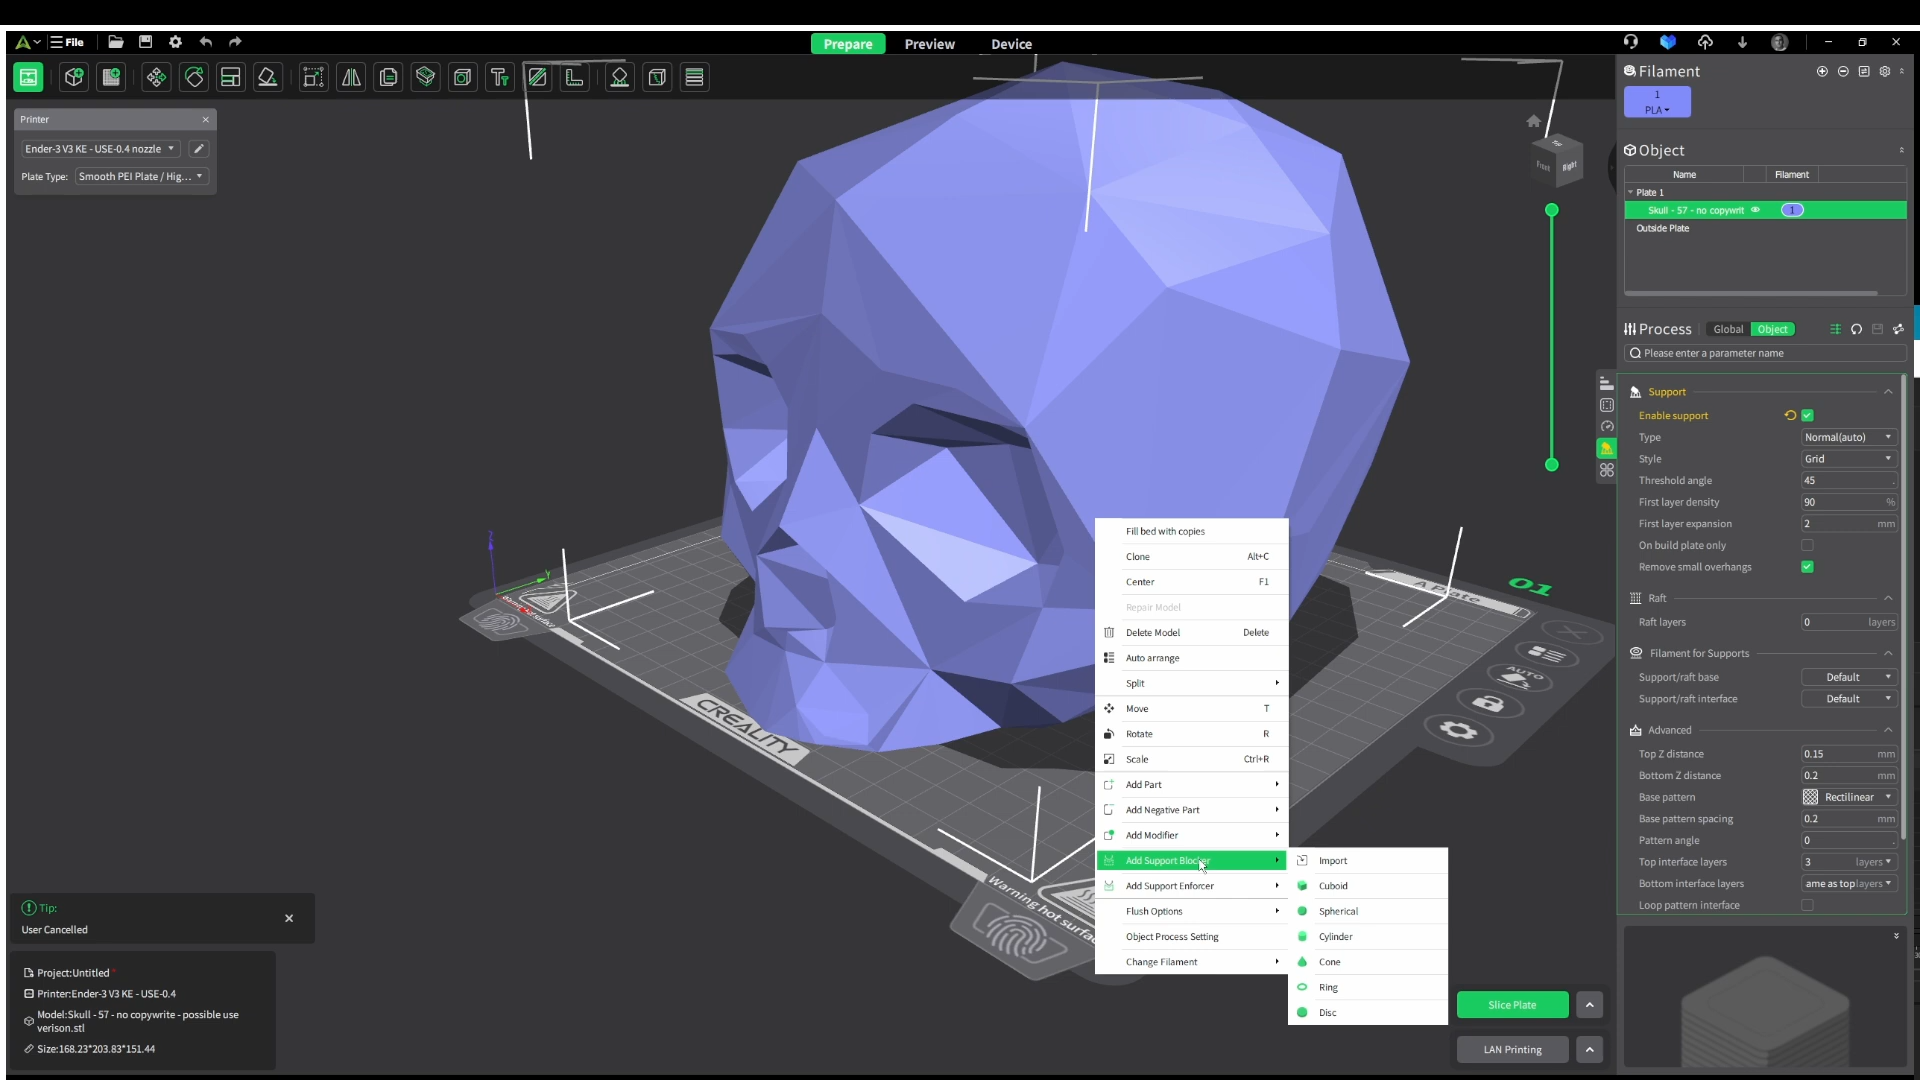 File
Prepare
Preview
Device
Printer
Ender-3 V3 KE - USE-0.4 nozzle
Plate Type:
Smooth PEI Plate / Hig...
Filament
1
PLA
Object
Name
Filament
Plate 1
Skull - 57 - no copywrit
1
Outside Plate
Process
Global
Object
Please enter a parameter name
Support
Enable support
Type
Normal(auto)
Style
Grid
Threshold angle
45
First layer density
90 %
First layer expansion
2 mm
On build plate only
Remove small overhangs
Raft
Raft layers
0 layers
Filament for Supports
Support/raft base
Default
Support/raft interface
Default
Advanced
Top Z distance
0.15 mm
Bottom Z distance
0.2 mm
Base pattern
Rectilinear
Base pattern spacing
0.2 mm
Pattern angle
0
Top interface layers
3 layers
Bottom interface layers
ame as top layers
Loop pattern interface
Front
Right
Z
Y
01
AUTO
CREALITY
Warning hot surfa
Fill bed with copies
Clone Alt+C
Center F1
Repair Model
Delete Model Delete
Auto arrange
Split
Move T
Rotate R
Scale Ctrl+R
Add Part
Add Negative Part
Add Modifier
Add Support Blocker
Add Support Enforcer
Flush Options
Object Process Setting
Change Filament
Import
Cuboid
Spherical
Cylinder
Cone
Ring
Disc
Slice Plate
LAN Printing
Tip:
User Cancelled
Project:Untitled *
Printer:Ender-3 V3 KE - USE-0.4
Model:Skull - 57 - no copywrite - possible use
verison.stl
Size:168.23*203.83*151.44